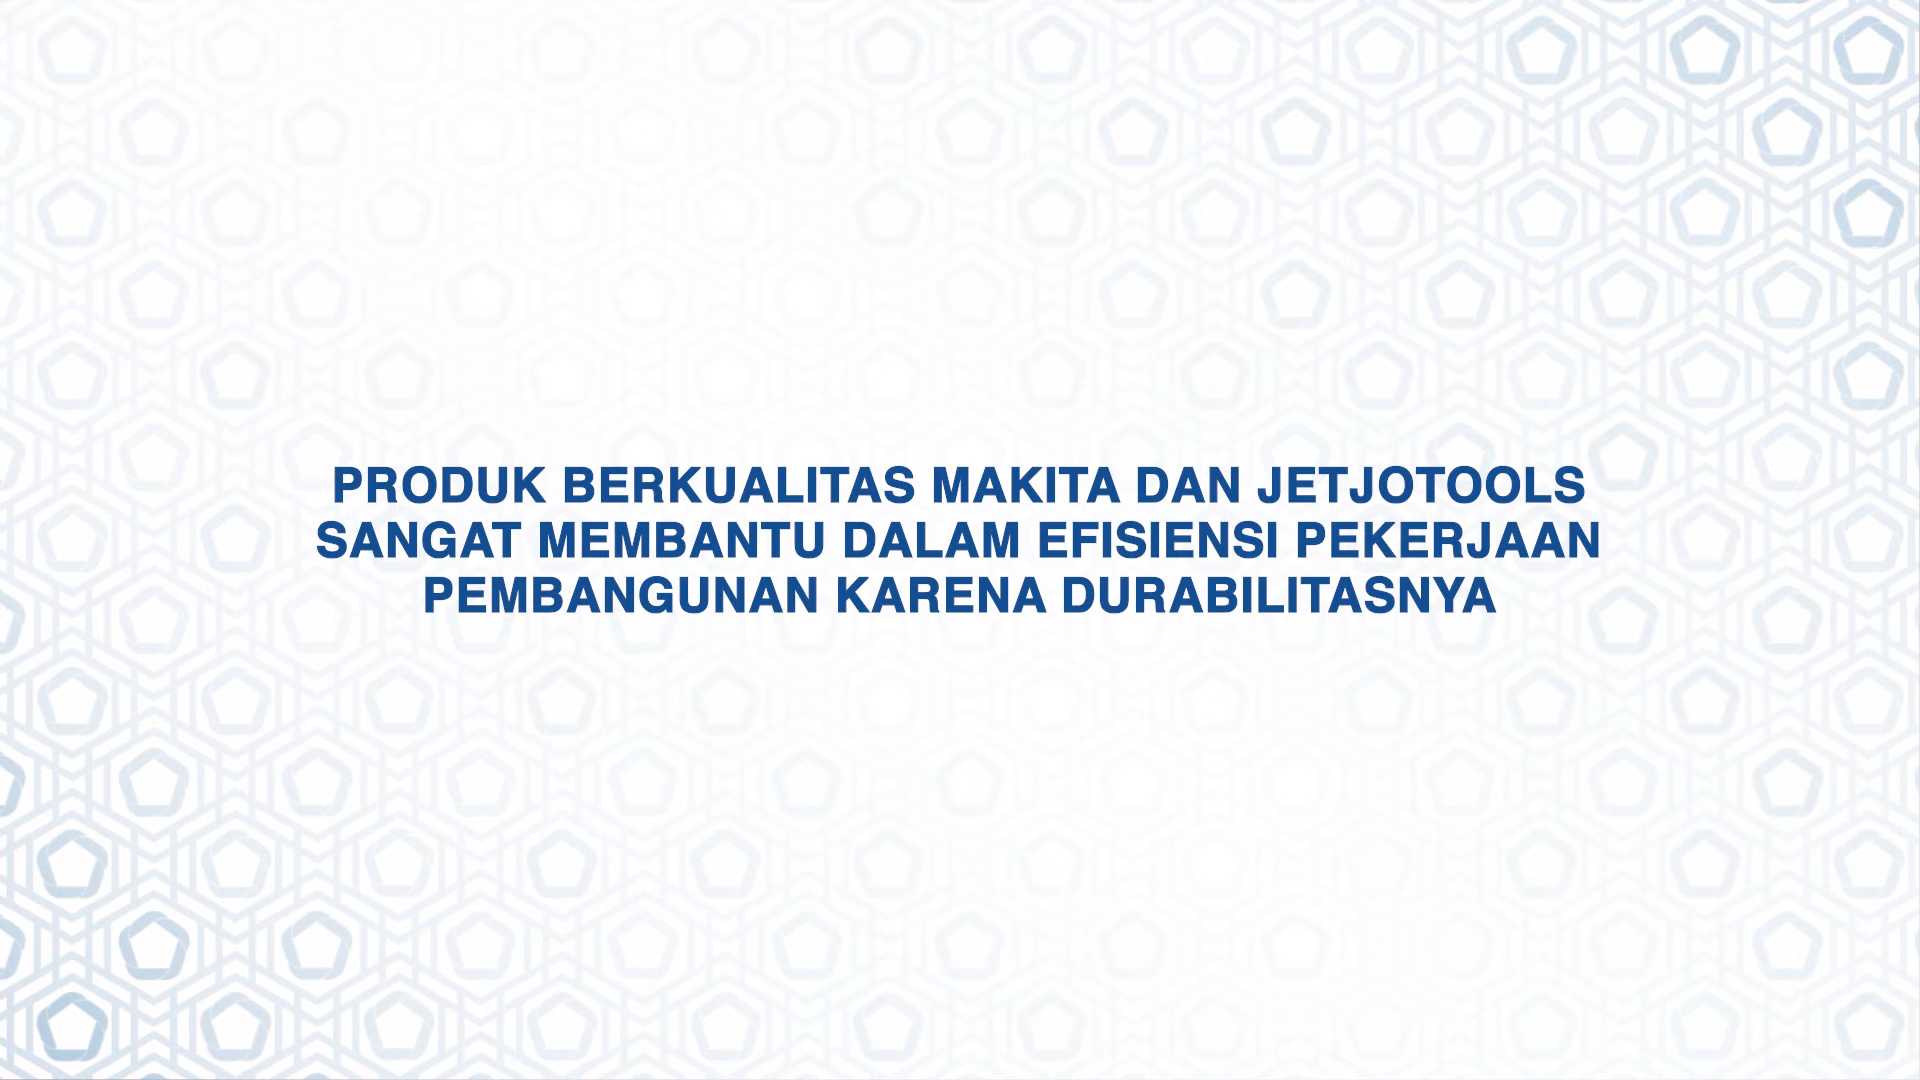 PRODUK BERKUALITAS MAKITA DAN JETJOTOOLS
SANGAT MEMBANTU DALAM EFISIENSI PEKERJAAN
PEMBANGUNAN KARENA DURABILITASNYA